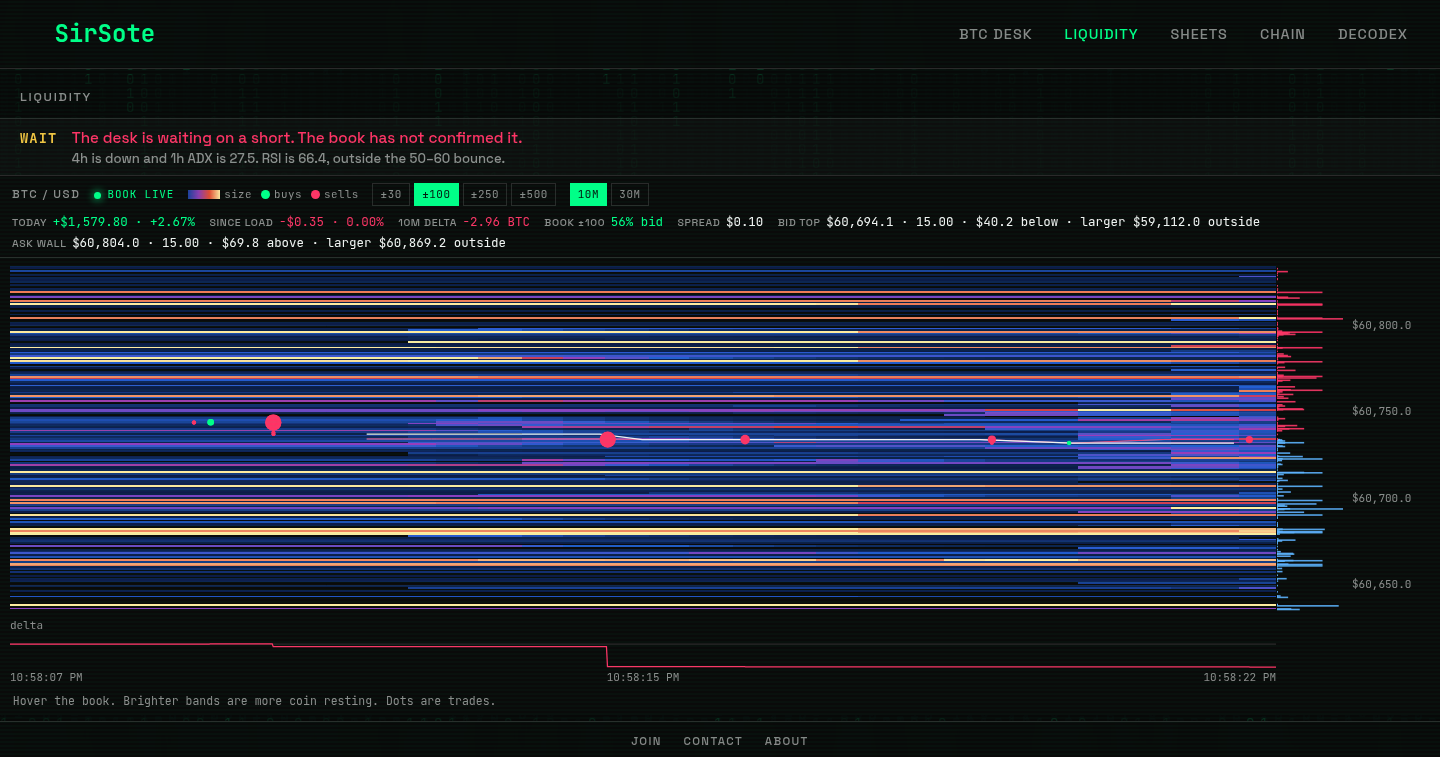 SirSote
BTC DESK LIQUIDITY SHEETS CHAIN DECODEX
LIQUIDITY
WAIT The desk is waiting on a short. The book has not confirmed it.
4h is down and 1h ADX is 27.5. RSI is 66.4, outside the 50–60 bounce.
BTC / USD BOOK LIVE size buys sells ±30 ±100 ±250 ±500 10M 30M
TODAY +$1,579.80 · +2.67% SINCE LOAD -$0.35 · 0.00% 10M DELTA -2.96 BTC BOOK ±100 56% bid SPREAD $0.10 BID TOP $60,694.1 · 15.00 · $40.2 below · larger $59,112.0 outside
ASK WALL $60,804.0 · 15.00 · $69.8 above · larger $60,869.2 outside
$60,800.0
$60,750.0
$60,700.0
$60,650.0
delta
10:58:07 PM 10:58:15 PM 10:58:22 PM
Hover the book. Brighter bands are more coin resting. Dots are trades.
JOIN CONTACT ABOUT